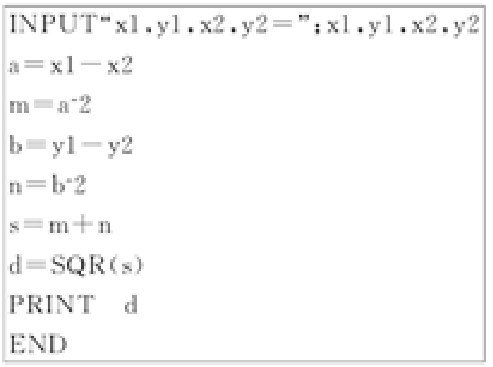 INPUT“x1,y1,x2,y2=”;x1,y1,x2,y2
a=x1-x2
m=a^2
b=y1-y2
n=b^2
s=m+n
d=SQR(s)
PRINT d
END